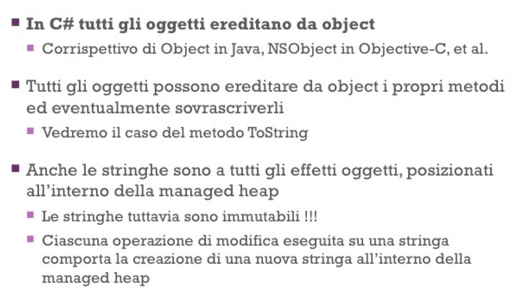 In C# tutti gli oggetti ereditano da object
Corrispettivo di Object in Java, NSObject in Objective-C, et al.
Tutti gli oggetti possono ereditare da object i propri metodi
ed eventualmente sovrascriverli
Vedremo il caso del metodo ToString
Anche le stringhe sono a tutti gli effetti oggetti, posizionati
all'interno della managed heap
Le stringhe tuttavia sono immutabili !!!
Ciascuna operazione di modifica eseguita su una stringa
comporta la creazione di una nuova stringa all'interno della
managed heap